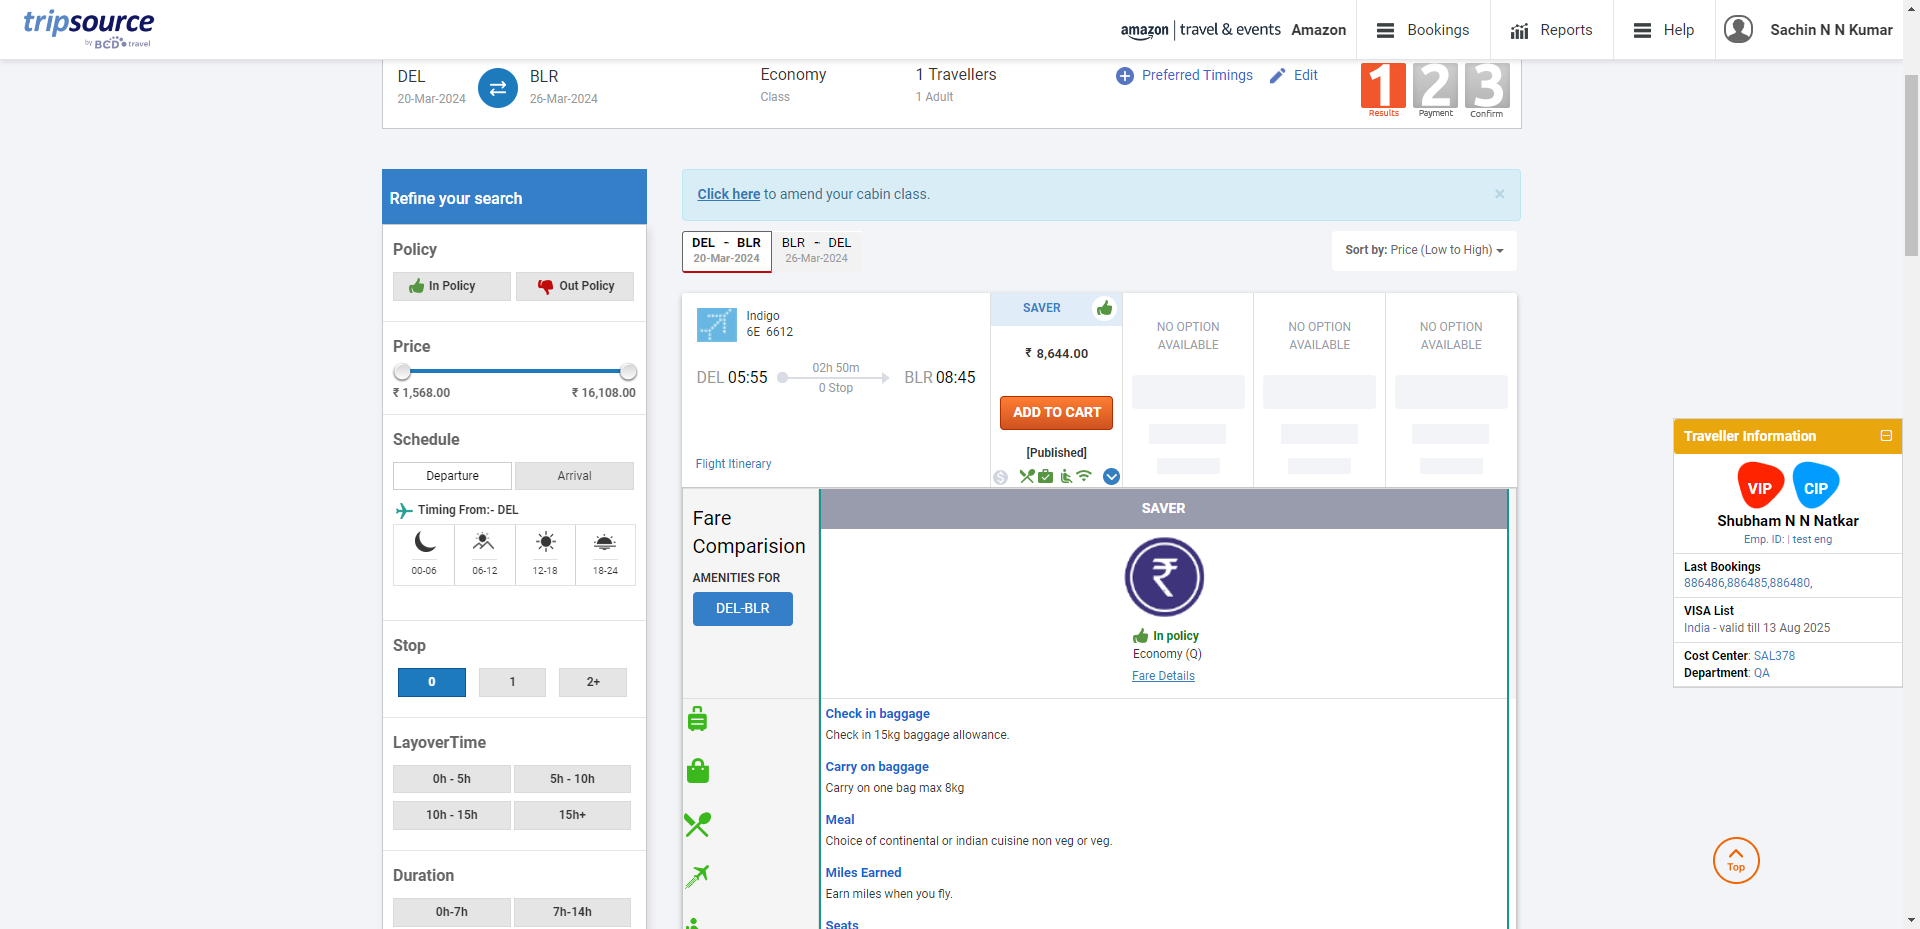 tripsource
by BCD travel
amazon | travel & events Amazon
Bookings
Reports
Help
Sachin N N Kumar
DEL
20-Mar-2024
BLR
26-Mar-2024
Economy
Class
1 Travellers
1 Adult
Preferred Timings
Edit
1 2 3
Results Payment Confirm
Refine your search
Policy
In Policy Out Policy
Price
₹ 1,568.00 ₹ 16,108.00
Schedule
Departure Arrival
Timing From:- DEL
00-06 06-12 12-18 18-24
Stop
0 1 2+
LayoverTime
0h - 5h 5h - 10h
10h - 15h 15h+
Duration
0h-7h 7h-14h
Click here to amend your cabin class. ×
DEL - BLR
20-Mar-2024
BLR - DEL
26-Mar-2024
Sort by: Price (Low to High)
Indigo
6E 6612
DEL 05:55
02h 50m
0 Stop
BLR 08:45
Flight Itinerary
SAVER
₹ 8,644.00
ADD TO CART
[Published]
NO OPTION
AVAILABLE
NO OPTION
AVAILABLE
NO OPTION
AVAILABLE
Fare
Comparision
AMENITIES FOR
DEL-BLR
SAVER
₹
In policy
Economy (Q)
Fare Details
Check in baggage
Check in 15kg baggage allowance.
Carry on baggage
Carry on one bag max 8kg
Meal
Choice of continental or indian cuisine non veg or veg.
Miles Earned
Earn miles when you fly.
Seats
Traveller Information
VIP CIP
Shubham N N Natkar
Emp. ID: | test eng
Last Bookings
886486,886485,886480,
VISA List
India - valid till 13 Aug 2025
Cost Center: SAL378
Department: QA
Top